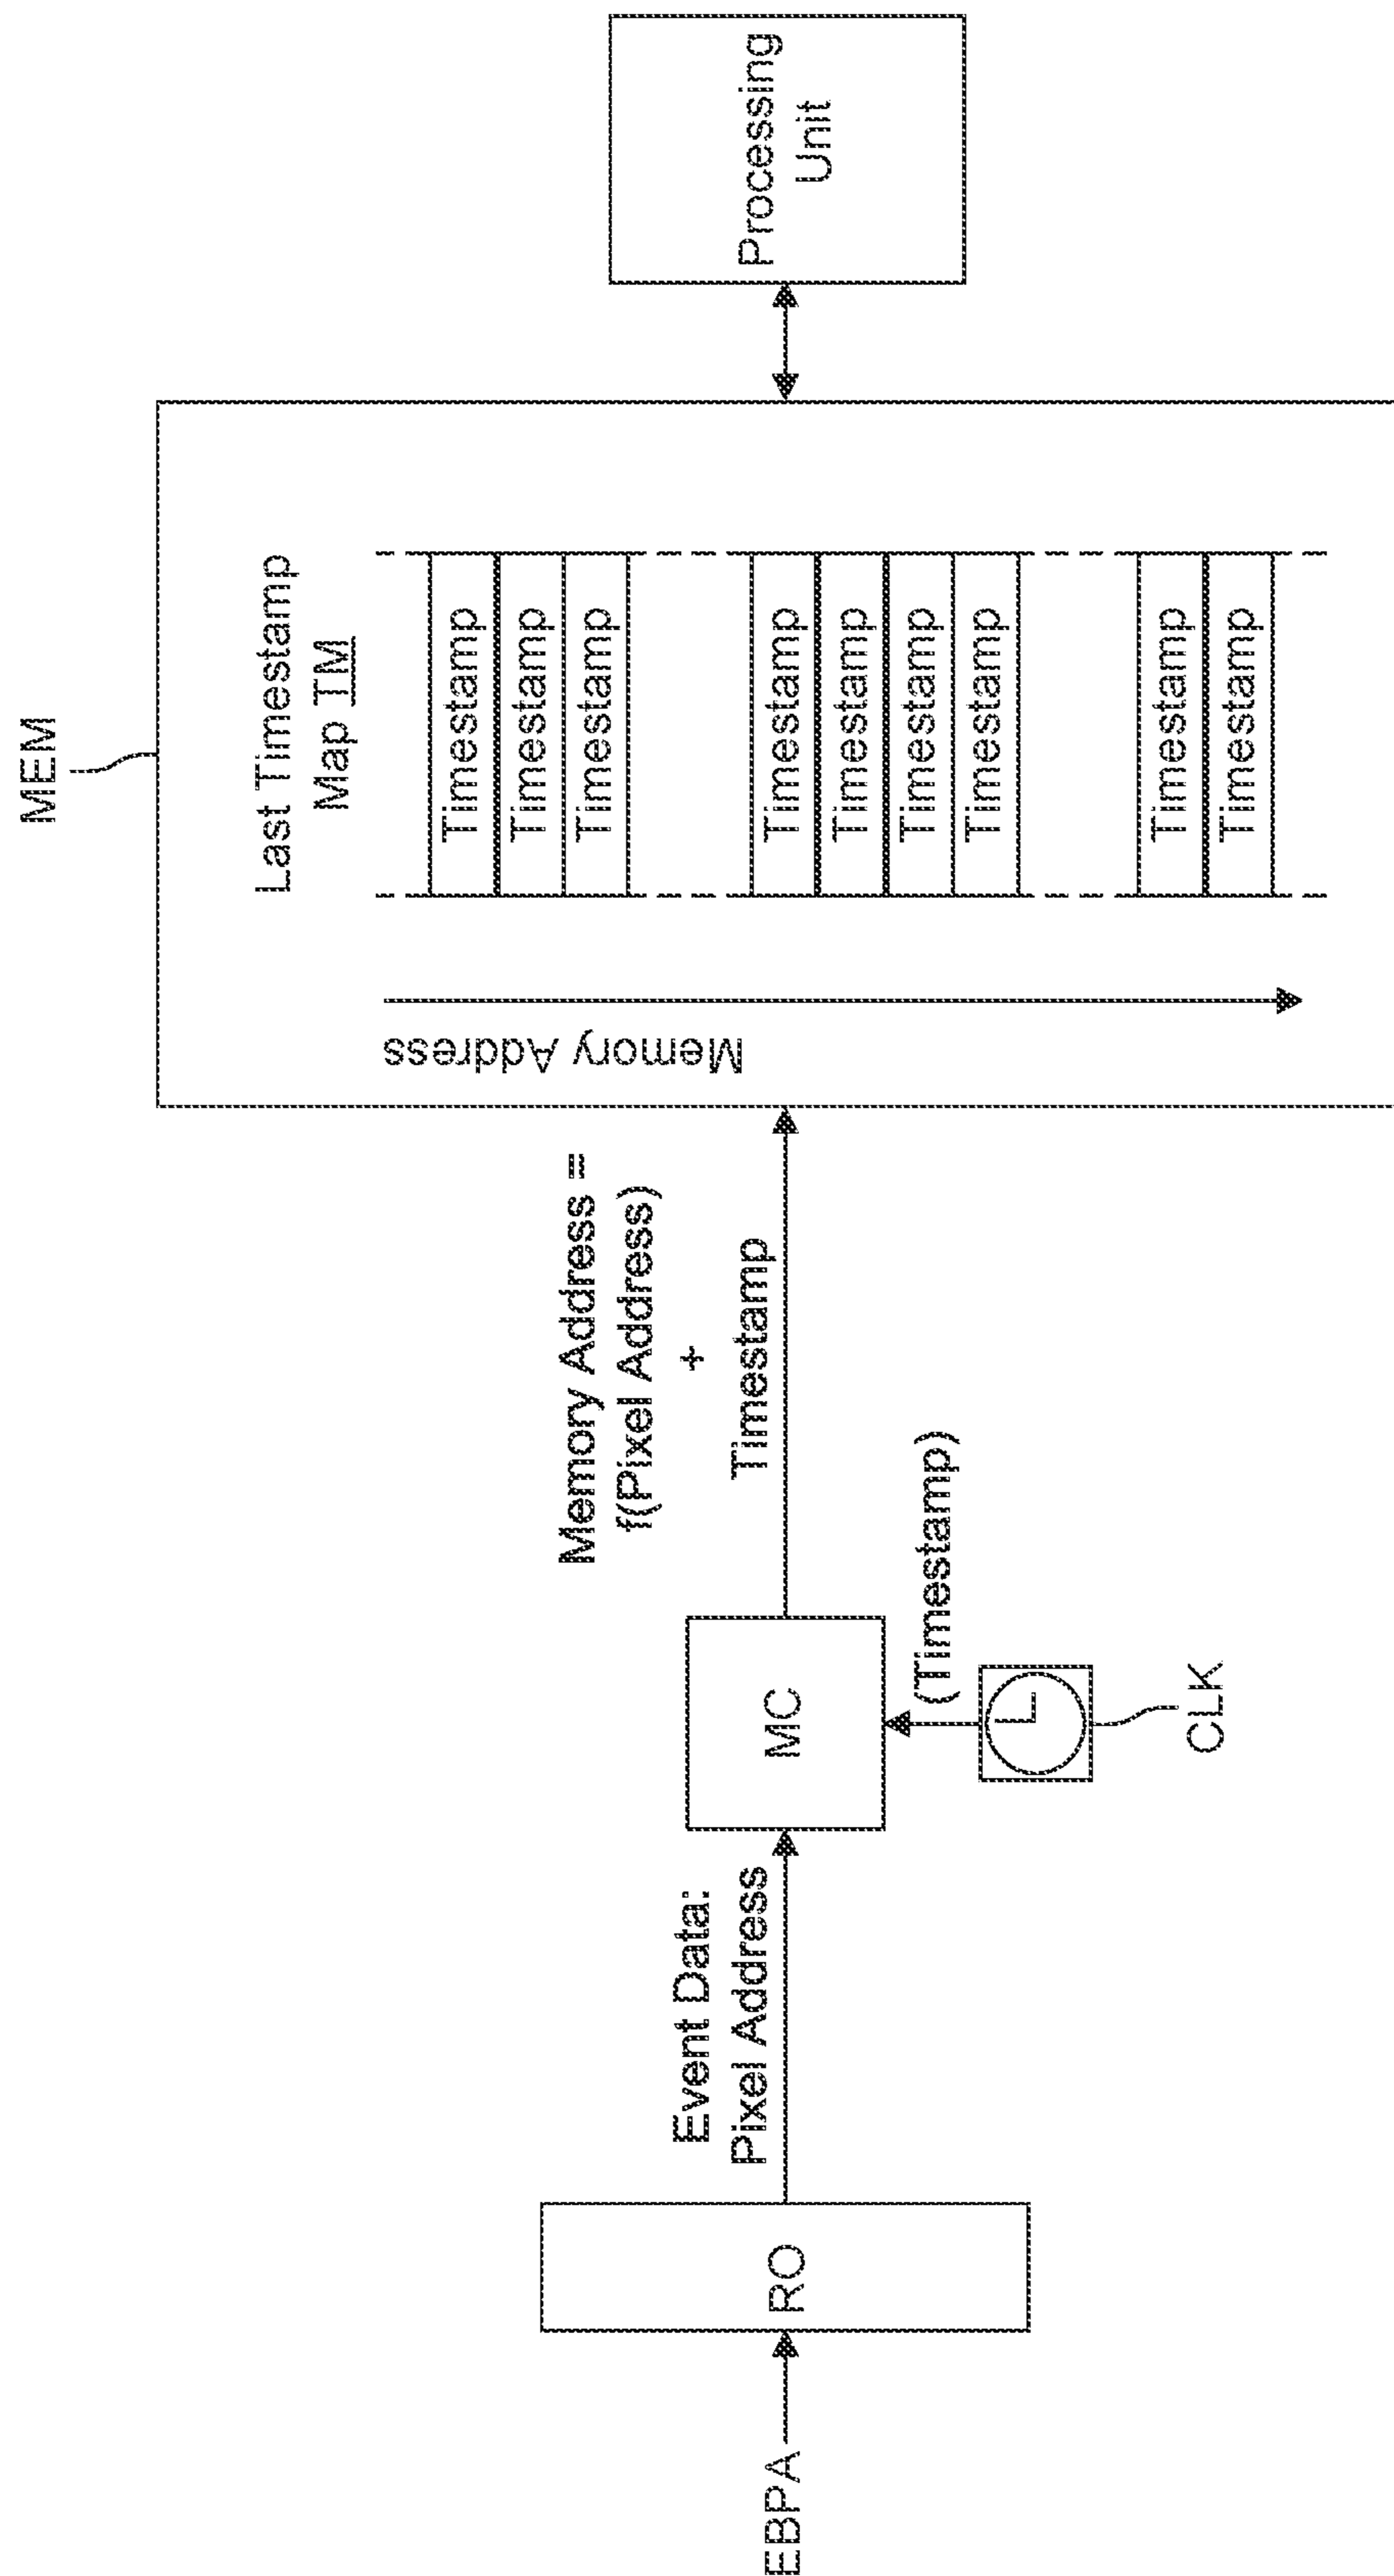 MEM
Last Timestamp
Map TM
Timestamp
Timestamp
Timestamp
Timestamp
Timestamp
Timestamp
Timestamp
Timestamp
Timestamp
Memory Address
Processing
Unit
EBPA
RO
Event Data:
Pixel Address
MC
(Timestamp)
CLK
Memory Address =
f(Pixel Address)
+
Timestamp